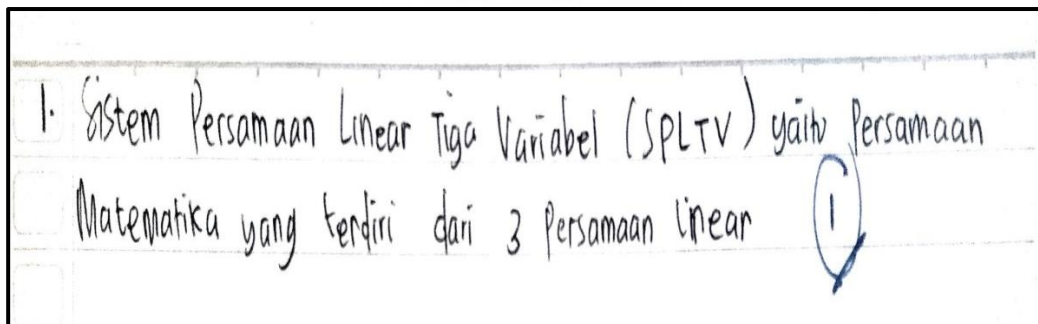 1. Sistem Persamaan Linear Tiga Variabel (SPLTV) yaitu Persamaan
Matematika yang terdiri dari 3 Persamaan linear
1